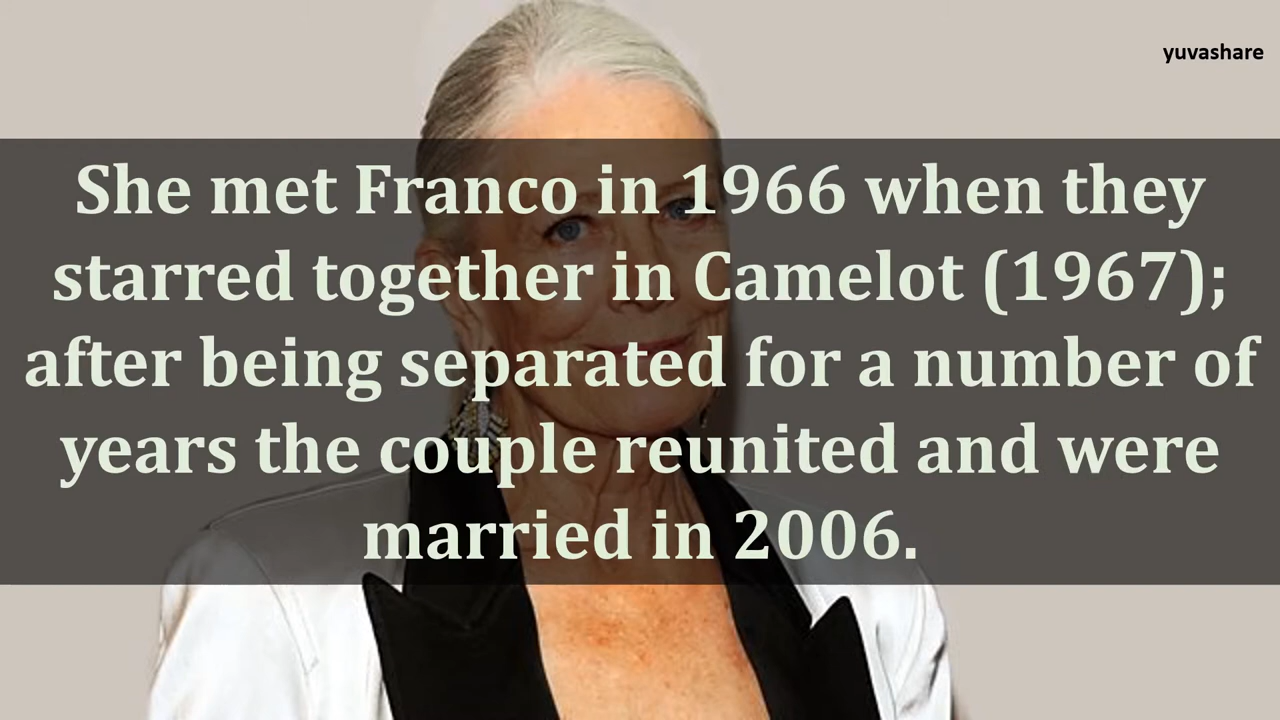 yuvashare
She met Franco in 1966 when they
starred together in Camelot (1967);
after being separated for a number of
years the couple reunited and were
married in 2006.